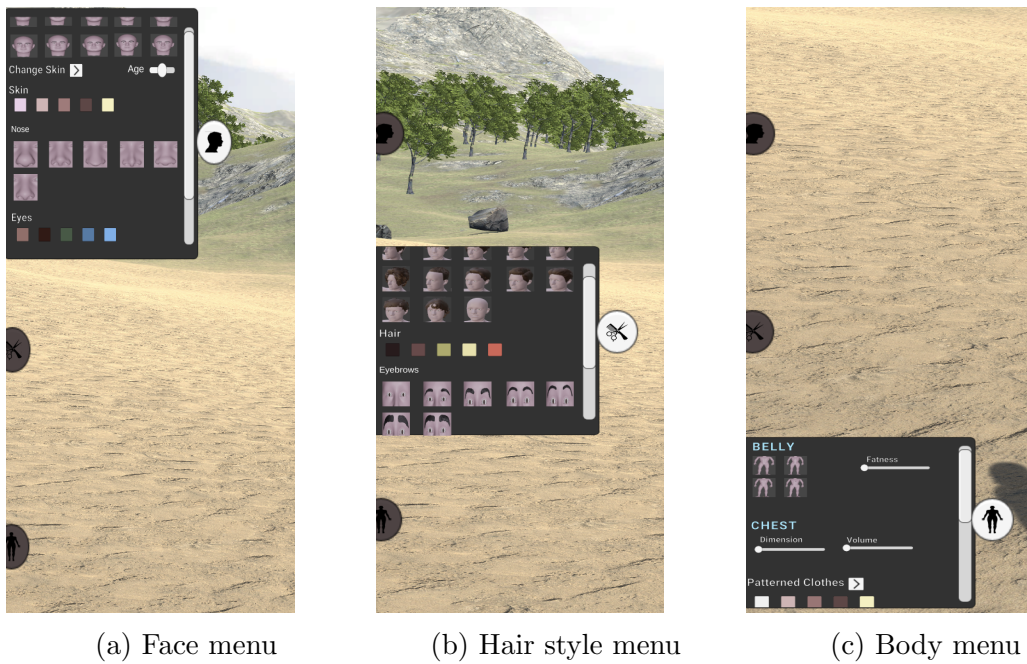 Change Skin
Age
Skin
Nose
Eyes
Hair
Eyebrows
BELLY
Fatness
CHEST
Dimension
Volume
Patterned Clothes
(a) Face menu
(b) Hair style menu
(c) Body menu